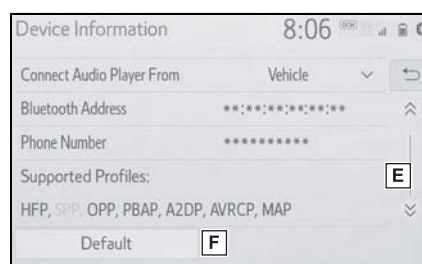 Device Information 8:06 DCM
Connect Audio Player From Vehicle
Bluetooth Address **:**:**:**:**:**
Phone Number **********
Supported Profiles:
E
HFP, SPP, OPP, PBAP, A2DP, AVRCP, MAP
Default F